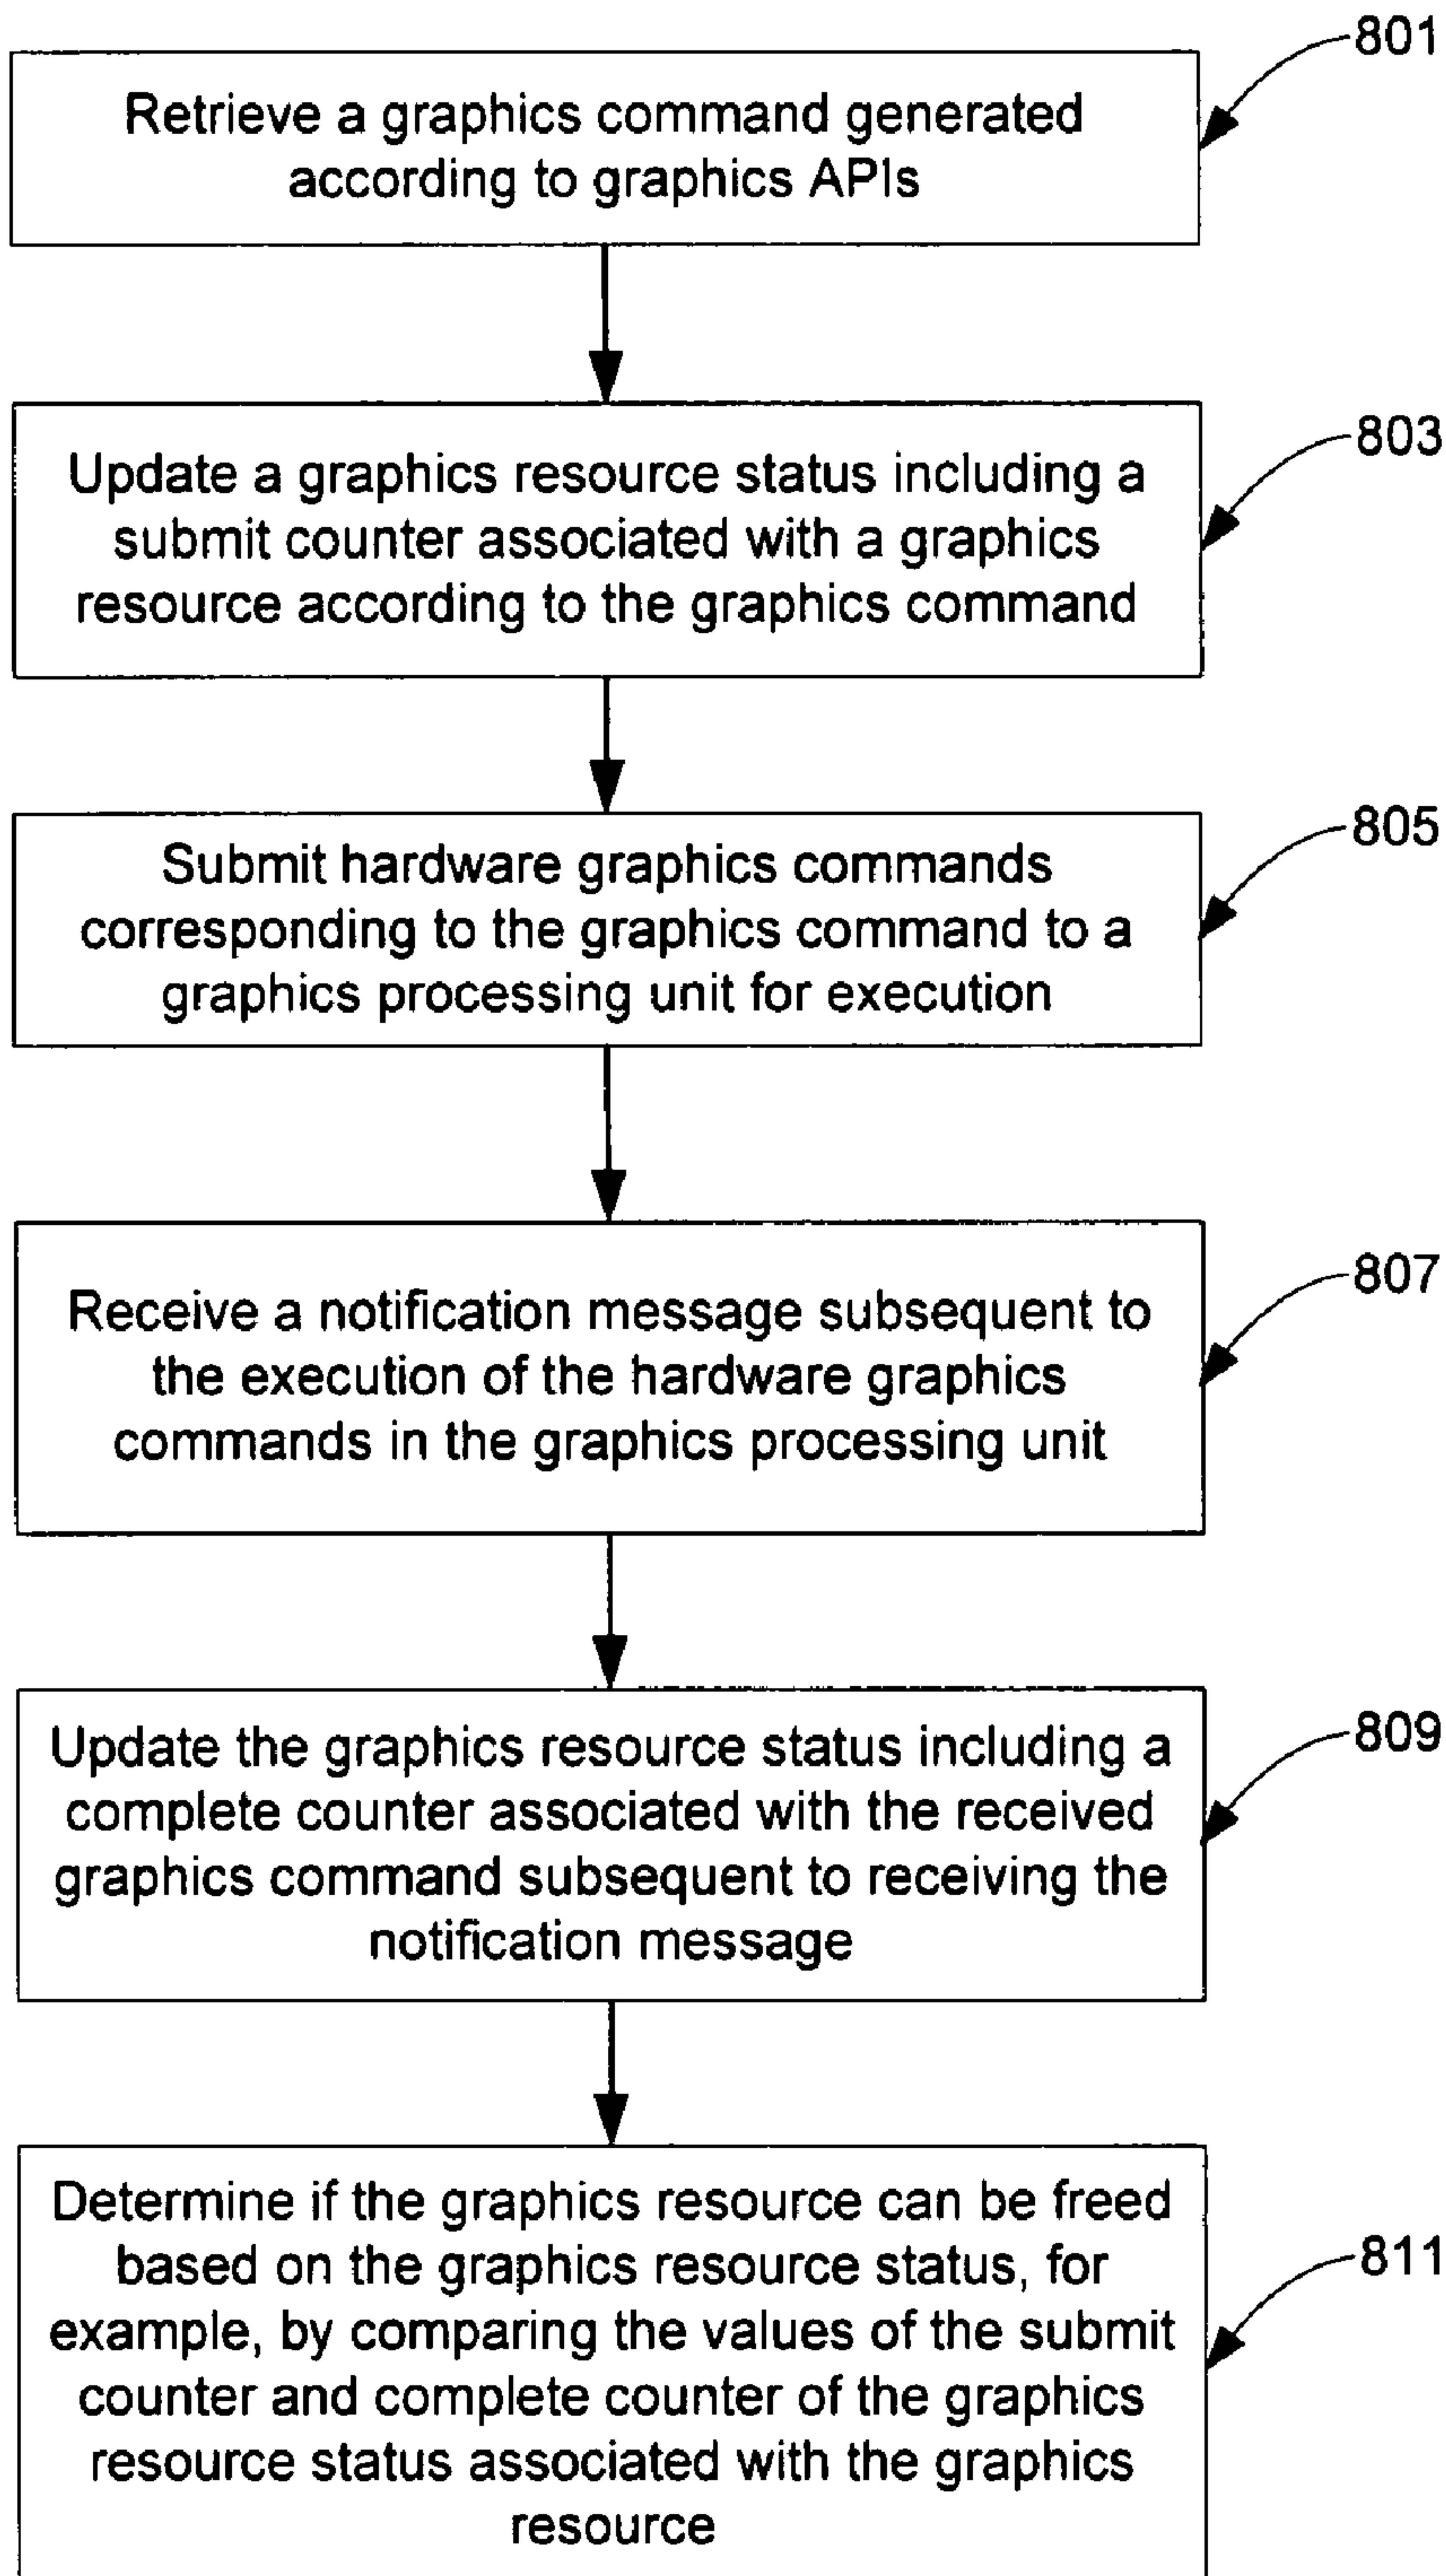 801
Retrieve a graphics command generated
according to graphics APIs
803
Update a graphics resource status including a
submit counter associated with a graphics
resource according to the graphics command
805
Submit hardware graphics commands
corresponding to the graphics command to a
graphics processing unit for execution
807
Receive a notification message subsequent to
the execution of the hardware graphics
commands in the graphics processing unit
809
Update the graphics resource status including a
complete counter associated with the received
graphics command subsequent to receiving the
notification message
811
Determine if the graphics resource can be freed
based on the graphics resource status, for
example, by comparing the values of the submit
counter and complete counter of the graphics
resource status associated with the graphics
resource